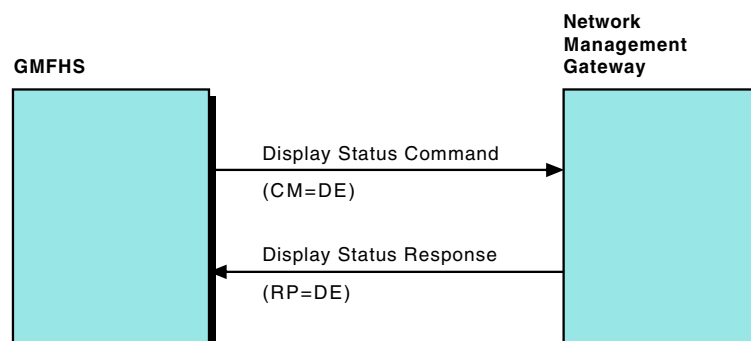 GMFHS
Network
Management
Gateway
Display Status Command
(CM=DE)
Display Status Response
(RP=DE)